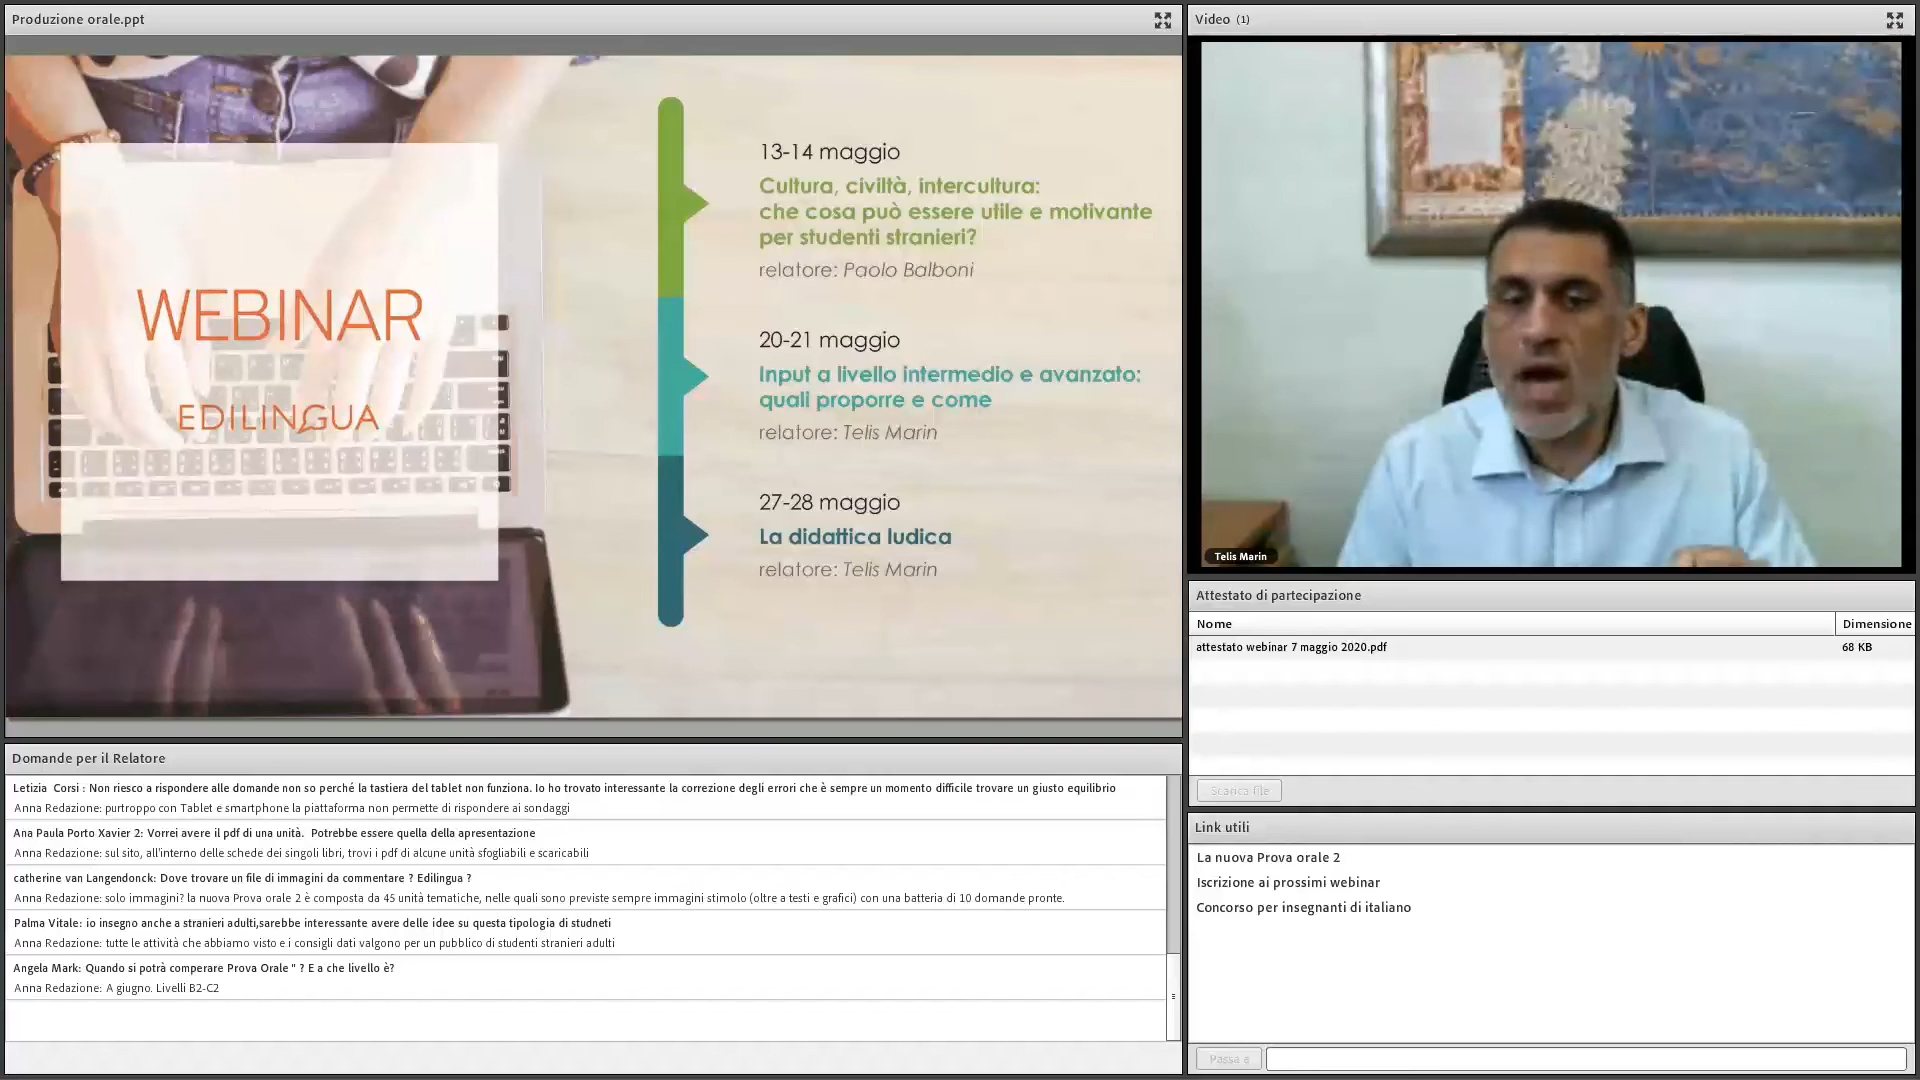 Produzione orale.ppt
WEBINAR
EDILINGUA
13-14 maggio
Cultura, civiltà, intercultura:
che cosa può essere utile e motivante
per studenti stranieri?
relatore: Paolo Balboni
20-21 maggio
Input a livello intermedio e avanzato:
quali proporre e come
relatore: Telis Marin
27-28 maggio
La didattica ludica
relatore: Telis Marin
Video (1)
Telis Marin
Attestato di partecipazione
Nome Dimensione
attestato webinar 7 maggio 2020.pdf 68 KB
Scarica file
Domande per il Relatore
Letizia Corsi : Non riesco a rispondere alle domande non so perché la tastiera del tablet non funziona. Io ho trovato interessante la correzione degli errori che è sempre un momento difficile trovare un giusto equilibrio
Anna Redazione: purtroppo con Tablet e smartphone la piattaforma non permette di rispondere ai sondaggi
Ana Paula Porto Xavier 2: Vorrei avere il pdf di una unità. Potrebbe essere quella della apresentazione
Anna Redazione: sul sito, all'interno delle schede dei singoli libri, trovi i pdf di alcune unità sfogliabili e scaricabili
catherine van Langendonck: Dove trovare un file di immagini da commentare ? Edilingua ?
Anna Redazione: solo immagini? la nuova Prova orale 2 è composta da 45 unità tematiche, nelle quali sono previste sempre immagini stimolo (oltre a testi e grafici) con una batteria di 10 domande pronte.
Palma Vitale: io insegno anche a stranieri adulti,sarebbe interessante avere delle idee su questa tipologia di studneti
Anna Redazione: tutte le attività che abbiamo visto e i consigli dati valgono per un pubblico di studenti stranieri adulti
Angela Mark: Quando si potrà comperare Prova Orale " ? E a che livello è?
Anna Redazione: A giugno. Livelli B2-C2
Link utili
La nuova Prova orale 2
Iscrizione ai prossimi webinar
Concorso per insegnanti di italiano
Passa a